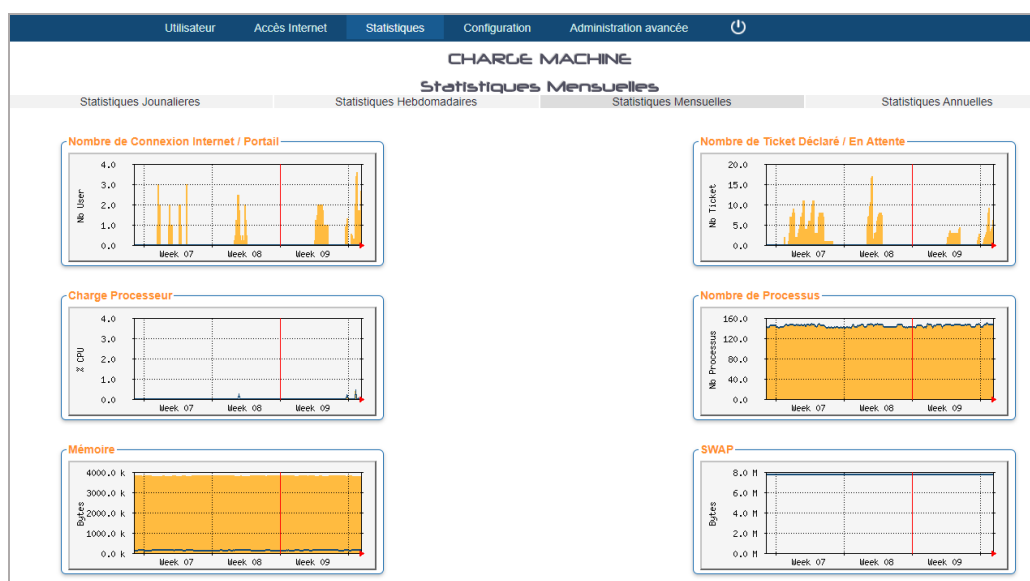 Utilisateur Accès Internet Statistiques Configuration Administration avancée
CHARGE MACHINE
Statistiques Mensuelles
Statistiques Jounalieres Statistiques Hebdomadaires Statistiques Mensuelles Statistiques Annuelles
Nombre de Connexion Internet / Portail
Nb User
4.0
3.0
2.0
1.0
0.0
Week 07 Week 08 Week 09
Nombre de Ticket Déclaré / En Attente
Nb Ticket
20.0
15.0
10.0
5.0
0.0
Week 07 Week 08 Week 09
Charge Processeur
% CPU
4.0
3.0
2.0
1.0
0.0
Week 07 Week 08 Week 09
Nombre de Processus
Nb Processus
160.0
120.0
80.0
40.0
0.0
Week 07 Week 08 Week 09
Mémoire
Bytes
4000.0 k
3000.0 k
2000.0 k
1000.0 k
0.0 k
Week 07 Week 08 Week 09
SWAP
Bytes
8.0 M
6.0 M
4.0 M
2.0 M
0.0 M
Week 07 Week 08 Week 09